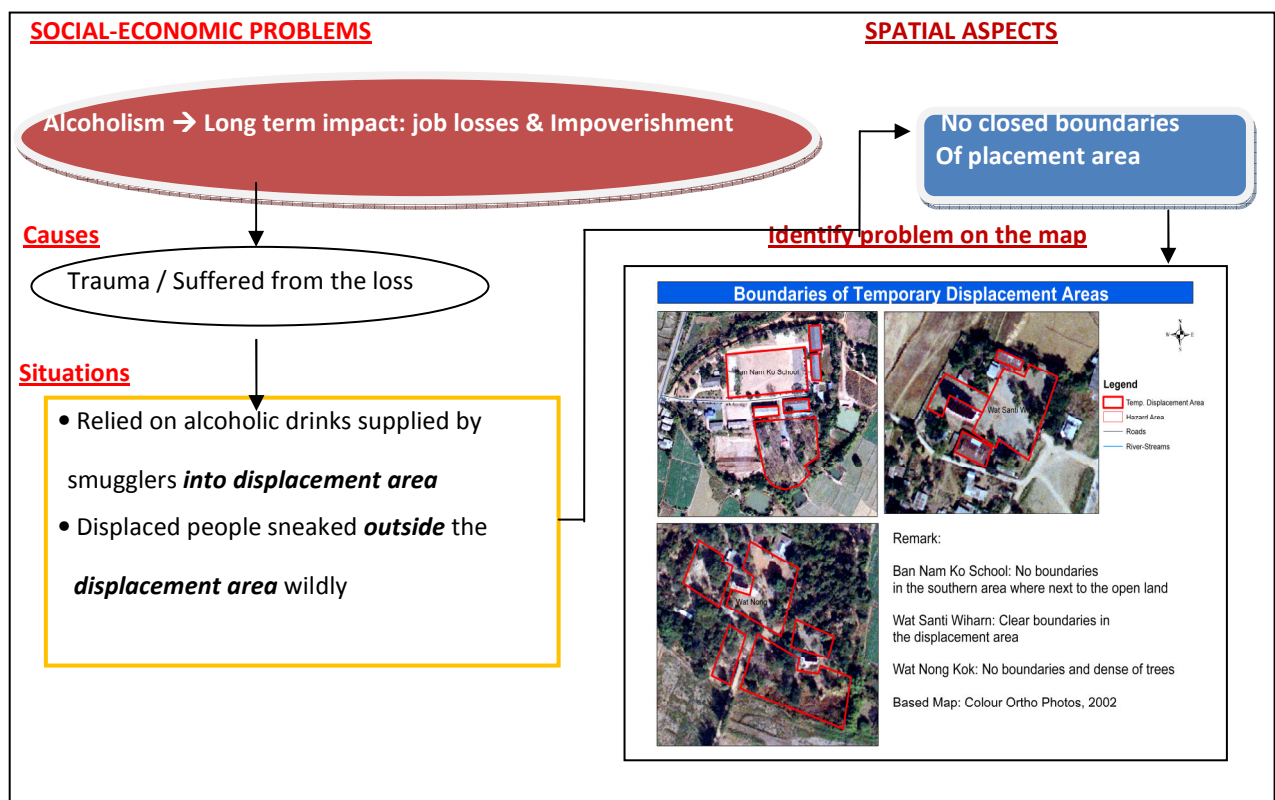 SOCIAL-ECONOMIC PROBLEMS
SPATIAL ASPECTS
Alcoholism → Long term impact: job losses & Impoverishment
No closed boundaries
Of placement area
Causes
Identify problem on the map
Trauma / Suffered from the loss
Situations
• Relied on alcoholic drinks supplied by
smugglers into displacement area
• Displaced people sneaked outside the
displacement area wildly
Boundaries of Temporary Displacement Areas
Ban Nam Ko School
Wat Santi W
N
E
S
W
Legend
Temp. Displacement Area
Hazard Area
Roads
River-Streams
Wat Nong
Remark:
Ban Nam Ko School: No boundaries
in the southern area where next to the open land
Wat Santi Wiharn: Clear boundaries in
the displacement area
Wat Nong Kok: No boundaries and dense of trees
Based Map: Colour Ortho Photos, 2002